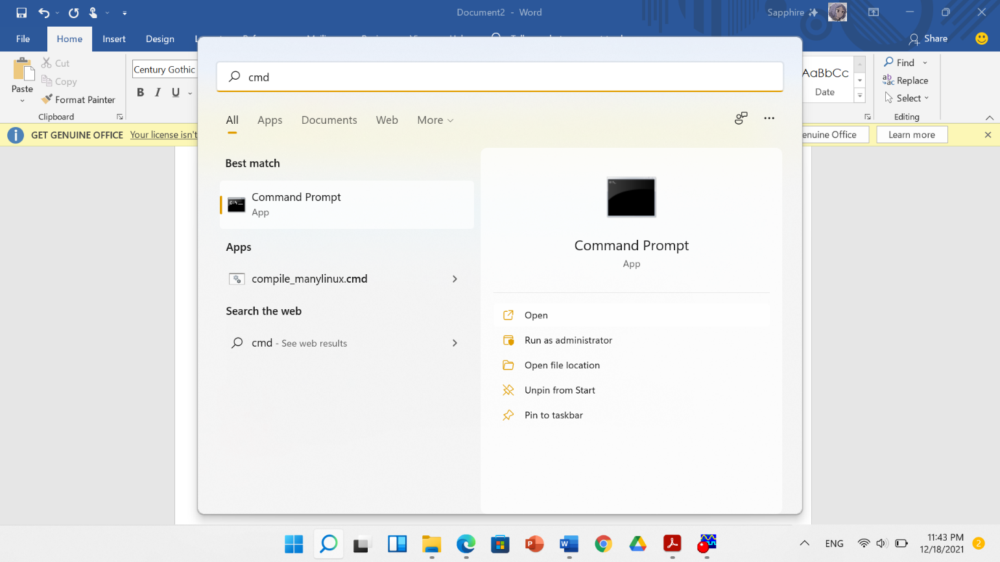 Document2 - Word
Sapphire
File
Home
Insert
Design
Share
Paste
Cut
Copy
Format Painter
Clipboard
Century Gothic
B I U
AaBbCc
Date
Find
Replace
Select
Editing
GET GENUINE OFFICE Your license isn't
enuine Office
Learn more
cmd
All Apps Documents Web More
Best match
Command Prompt
App
Apps
compile_manylinux.cmd
Search the web
cmd - See web results
Command Prompt
App
Open
Run as administrator
Open file location
Unpin from Start
Pin to taskbar
ENG
11:43 PM
12/18/2021
2